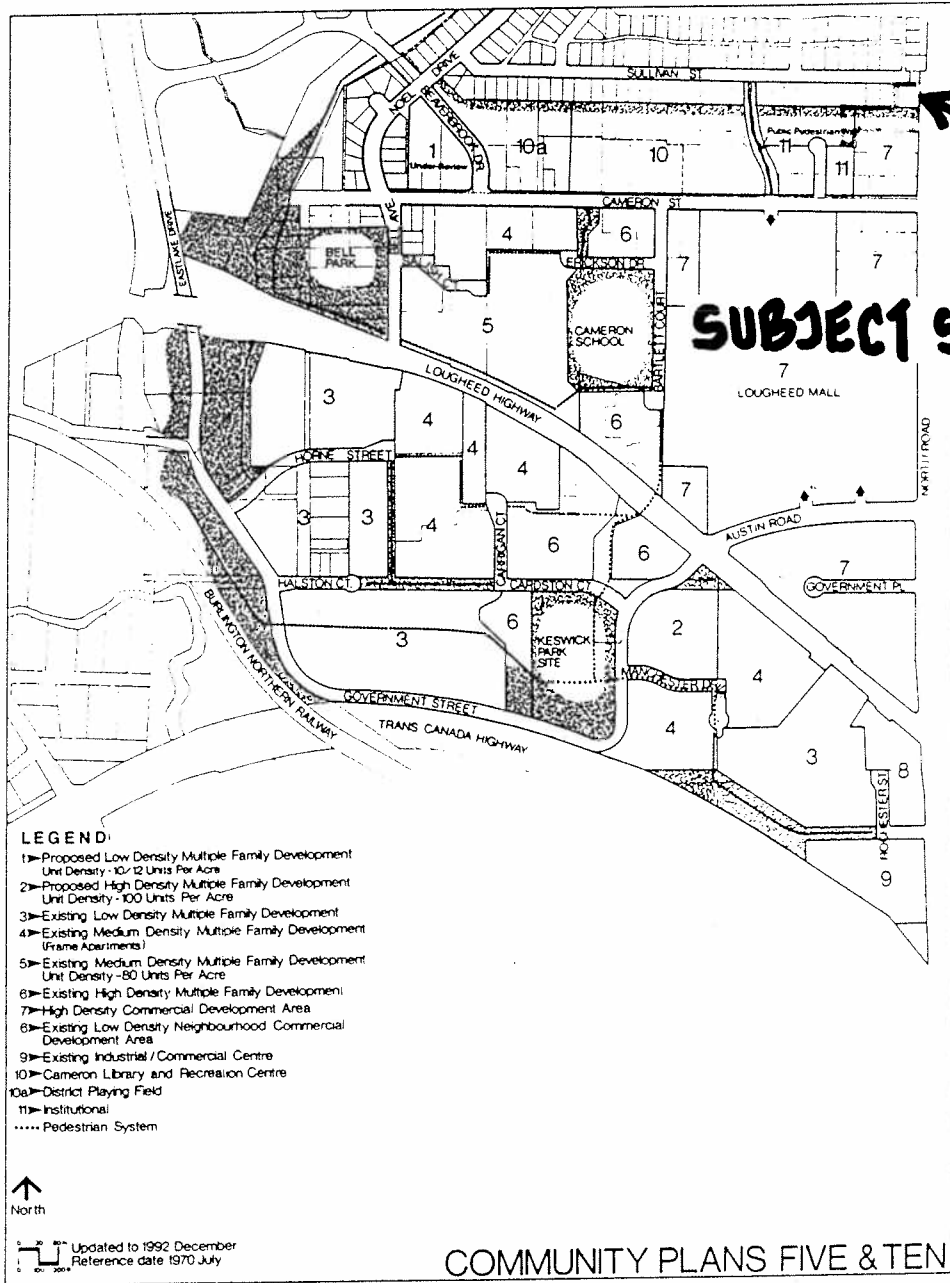 SULLIVAN ST
NOEL DRIVE
BEAVERBROOK DR
1
Under Review
10a
10
Public Pedestrian
11
11
7
CAMERON ST
EASTLAKE DRIVE
BELL
PARK
AVE
4
6
ERICKSON DR
7
7
5
CAMERON
SCHOOL
BARTLETT COURT
SUBJECT S
7
LOUGHEED MALL
LOUGHEED HIGHWAY
3
4
4
4
6
HORNE STREET
NORTH ROAD
7
3
3
4
CARRIGAN CT.
6
6
AUSTIN ROAD
7
GOVERNMENT PL
HALSTON CT.
CARDSTON CT
BURLINGTON NORTHERN RAILWAY
3
6
KESWICK
PARK
SITE
2
4
MANCHESTER DR
GOVERNMENT STREET
TRANS CANADA HIGHWAY
4
3
8
ROCHESTER ST
9
LEGEND
1 Proposed Low Density Multiple Family Development
Unit Density - 10/12 Units Per Acre
2 Proposed High Density Multiple Family Development
Unit Density - 100 Units Per Acre
3 Existing Low Density Multiple Family Development
4 Existing Medium Density Multiple Family Development
(Frame Apartments)
5 Existing Medium Density Multiple Family Development
Unit Density - 80 Units Per Acre
6 Existing High Density Multiple Family Development
7 High Density Commercial Development Area
6 Existing Low Density Neighbourhood Commercial
Development Area
9 Existing Industrial / Commercial Centre
10 Cameron Library and Recreation Centre
10a District Playing Field
11 Institutional
..... Pedestrian System
North
Updated to 1992 December
Reference date 1970 July
COMMUNITY PLANS FIVE & TEN